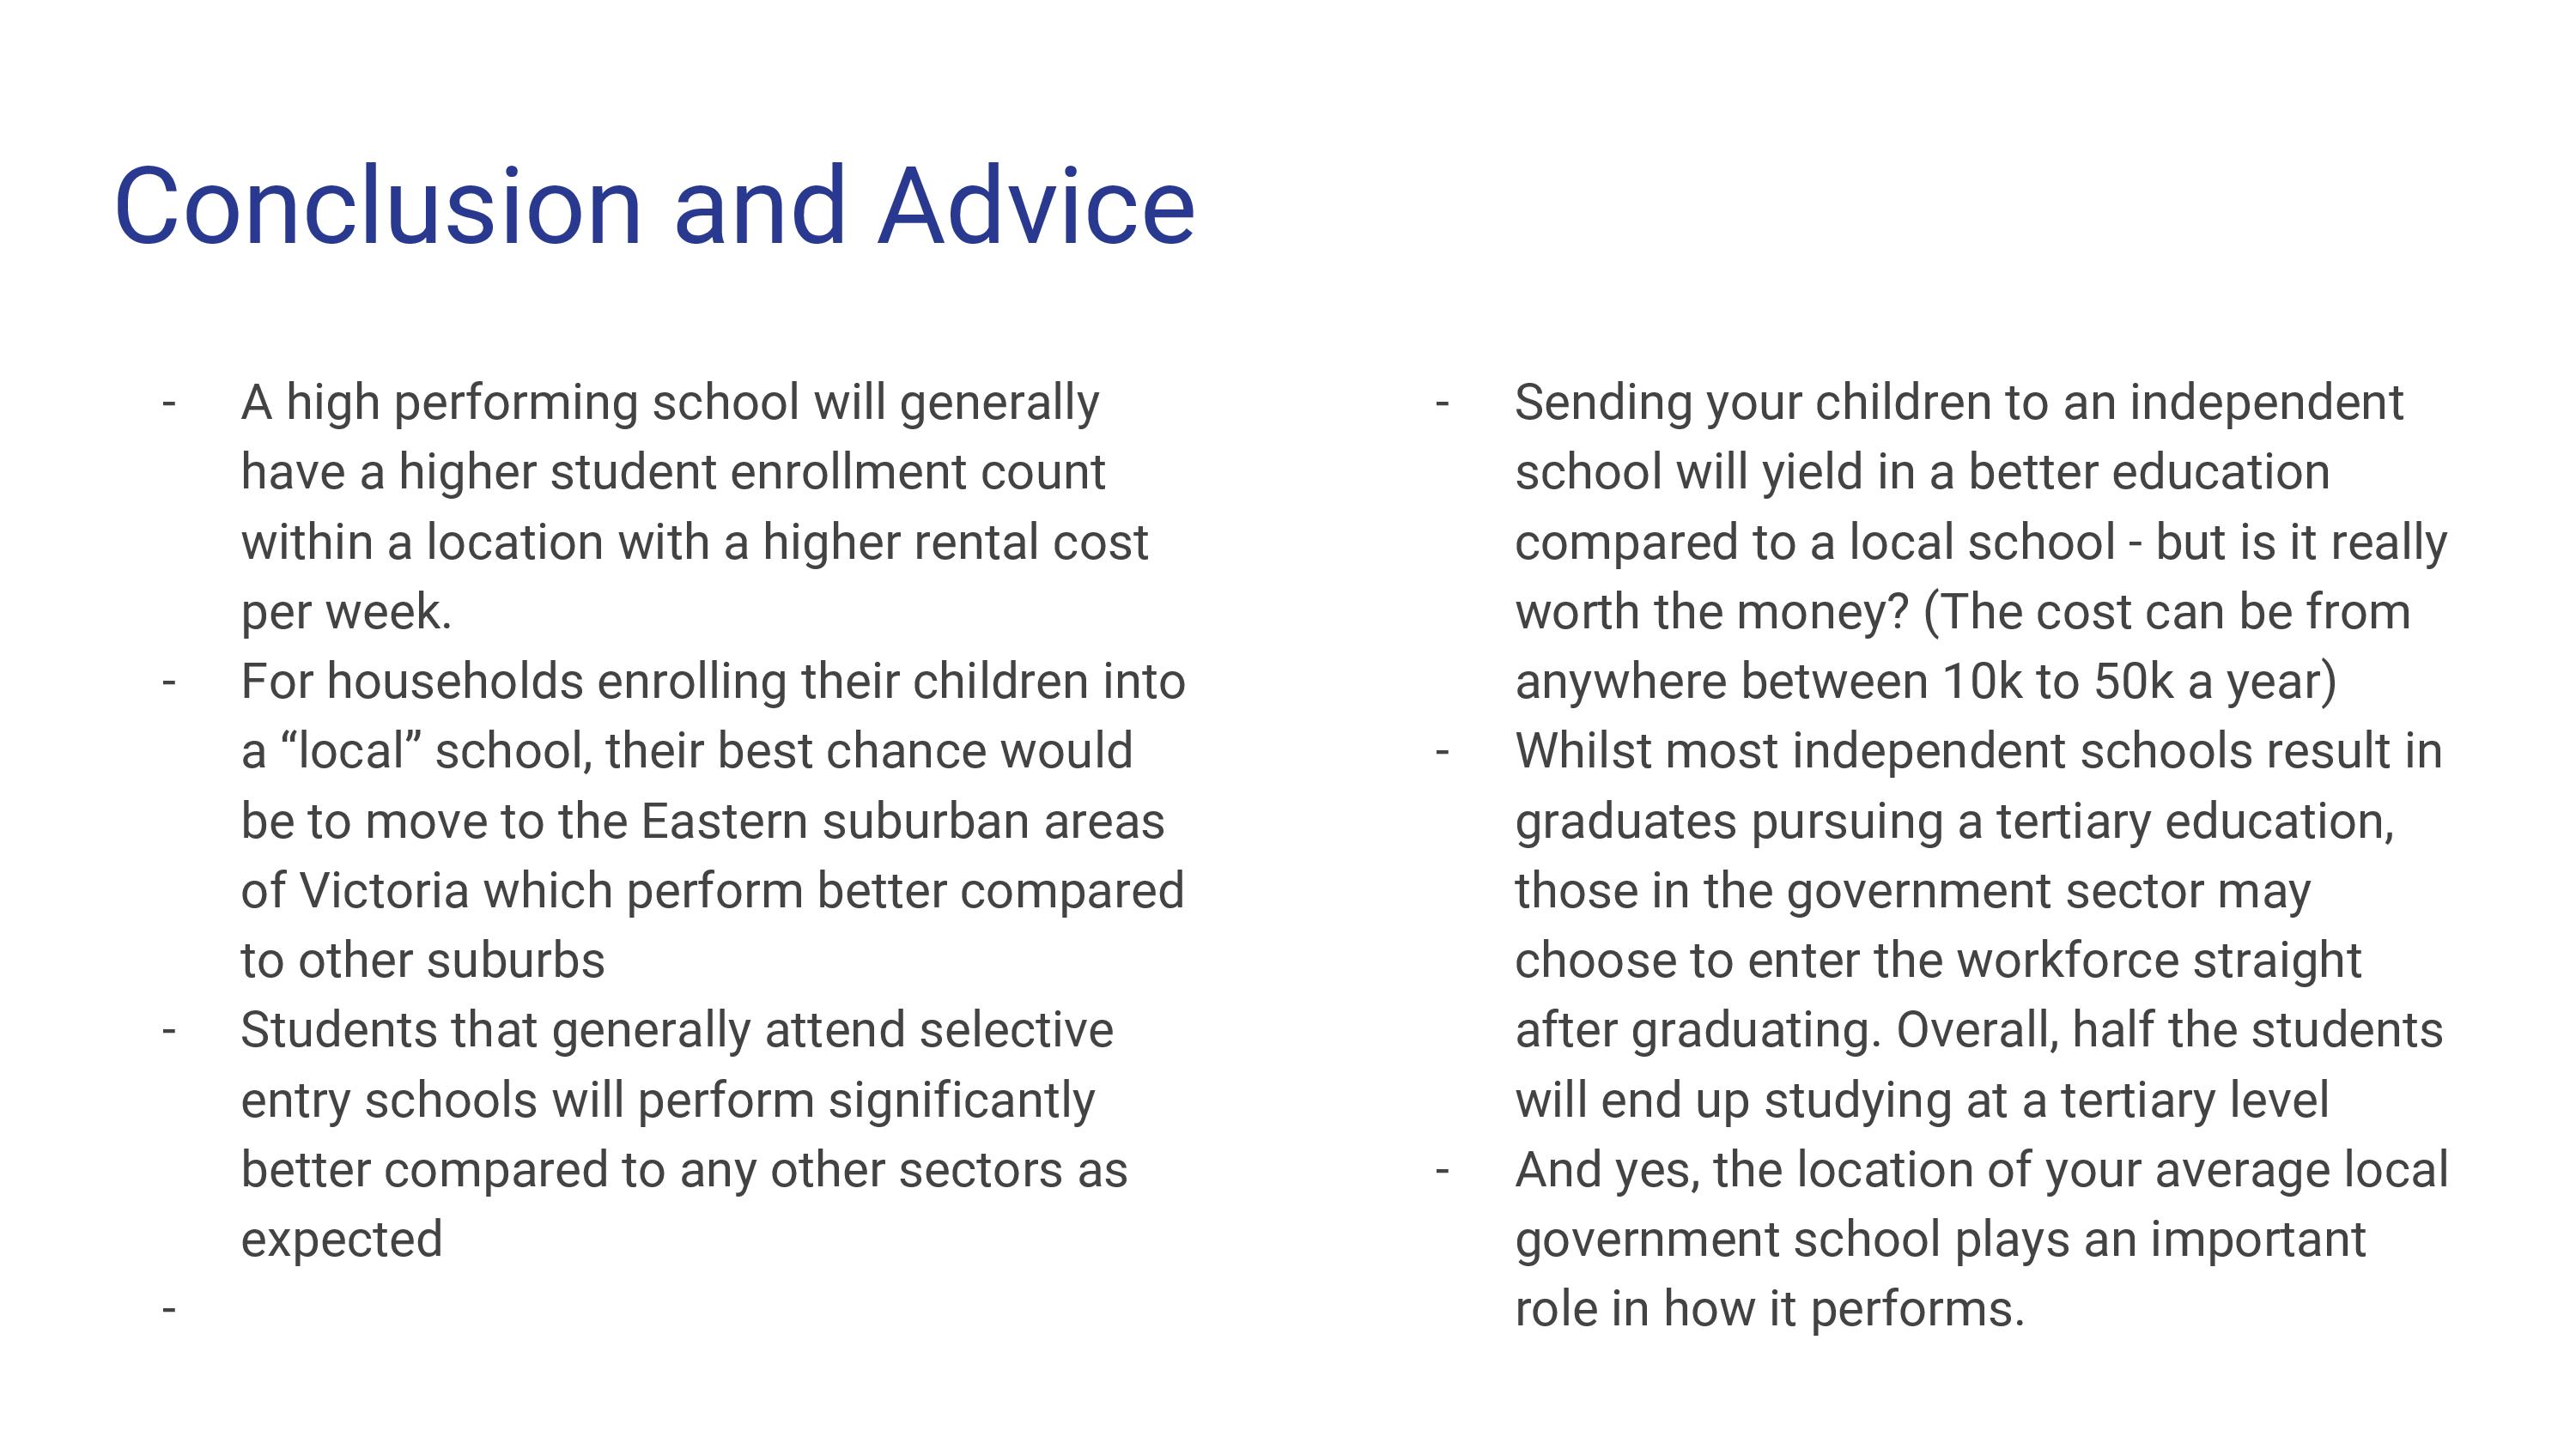 Conclusion and Advice
- A high performing school will generally
have a higher student enrollment count
within a location with a higher rental cost
per week.
- For households enrolling their children into
a “local” school, their best chance would
be to move to the Eastern suburban areas
of Victoria which perform better compared
to other suburbs
- Students that generally attend selective
entry schools will perform significantly
better compared to any other sectors as
expected
-
- Sending your children to an independent
school will yield in a better education
compared to a local school - but is it really
worth the money? (The cost can be from
anywhere between 10k to 50k a year)
- Whilst most independent schools result in
graduates pursuing a tertiary education,
those in the government sector may
choose to enter the workforce straight
after graduating. Overall, half the students
will end up studying at a tertiary level
- And yes, the location of your average local
government school plays an important
role in how it performs.